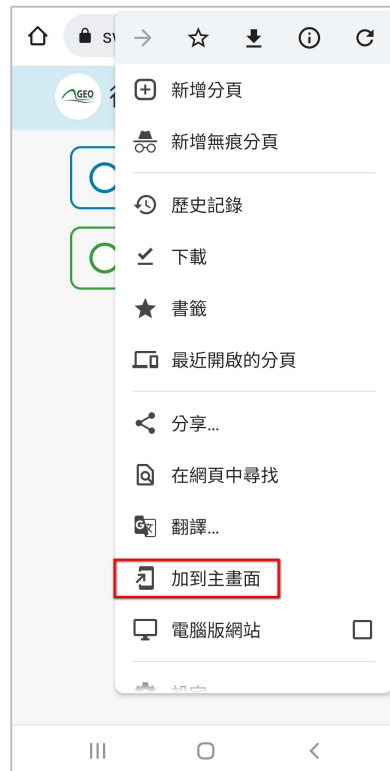 GEO
新增分頁
新增無痕分頁
歷史記錄
下載
書籤
最近開啟的分頁
分享...
在網頁中尋找
翻譯...
加到主畫面
電腦版網站